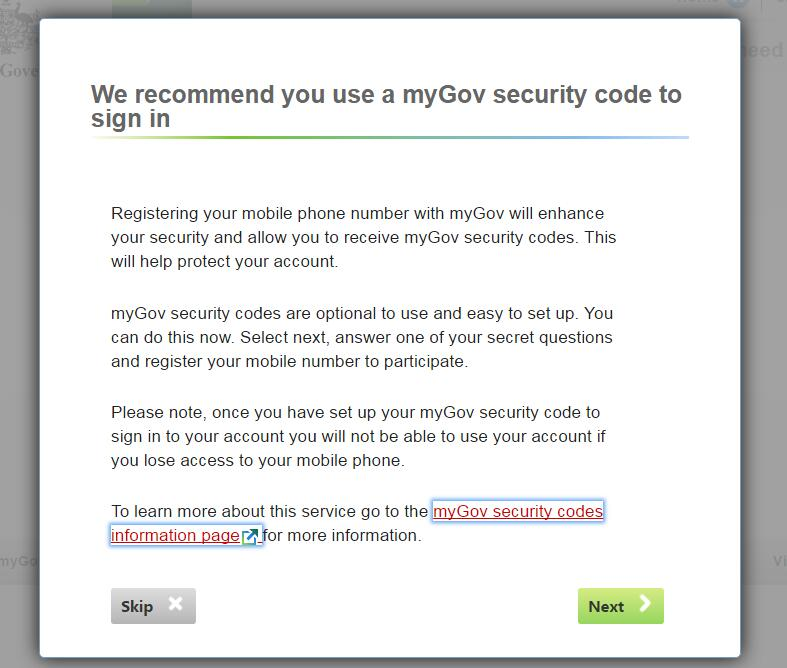 We recommend you use a myGov security code to
sign in
Registering your mobile phone number with myGov will enhance
your security and allow you to receive myGov security codes. This
will help protect your account.
myGov security codes are optional to use and easy to set up. You
can do this now. Select next, answer one of your secret questions
and register your mobile number to participate.
Please note, once you have set up your myGov security code to
sign in to your account you will not be able to use your account if
you lose access to your mobile phone.
To learn more about this service go to the myGov security codes
information page for more information.
Skip
Next